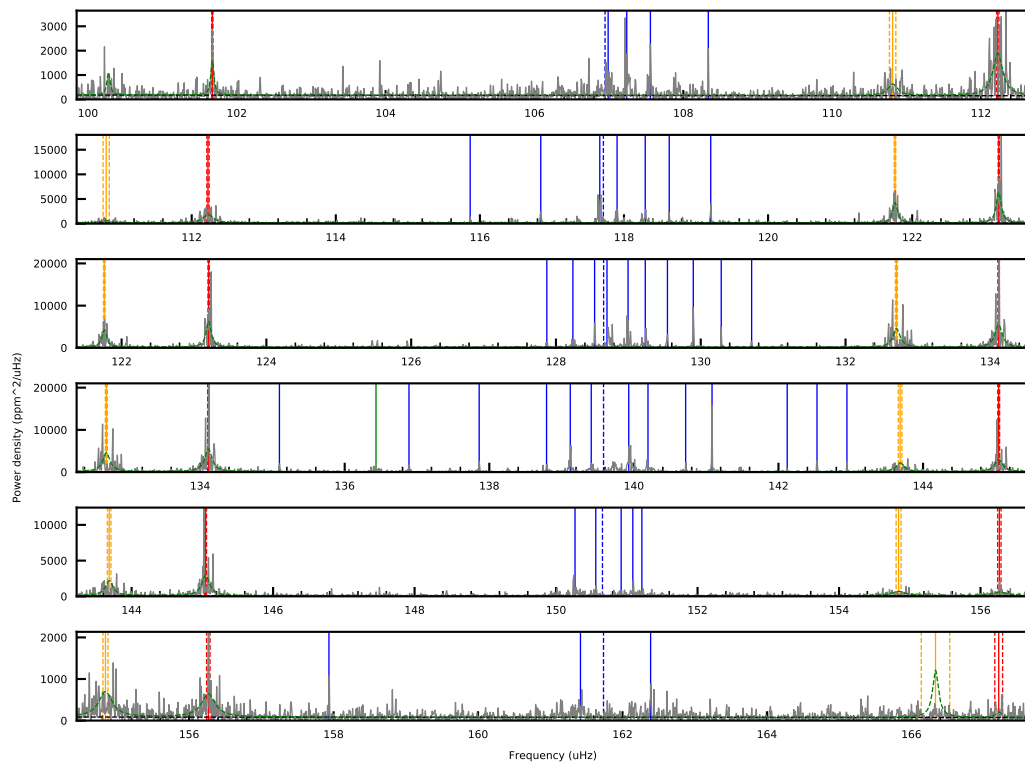 3000
2000
1000
0
100 102 104 106 108 110 112
15000
10000
5000
0
112 114 116 118 120 122
20000
10000
0
122 124 126 128 130 132 134
20000
10000
0
134 136 138 140 142 144
10000
5000
0
144 146 148 150 152 154 156
2000
1000
0
156 158 160 162 164 166
Power density (ppm^2/uHz)
Frequency (uHz)